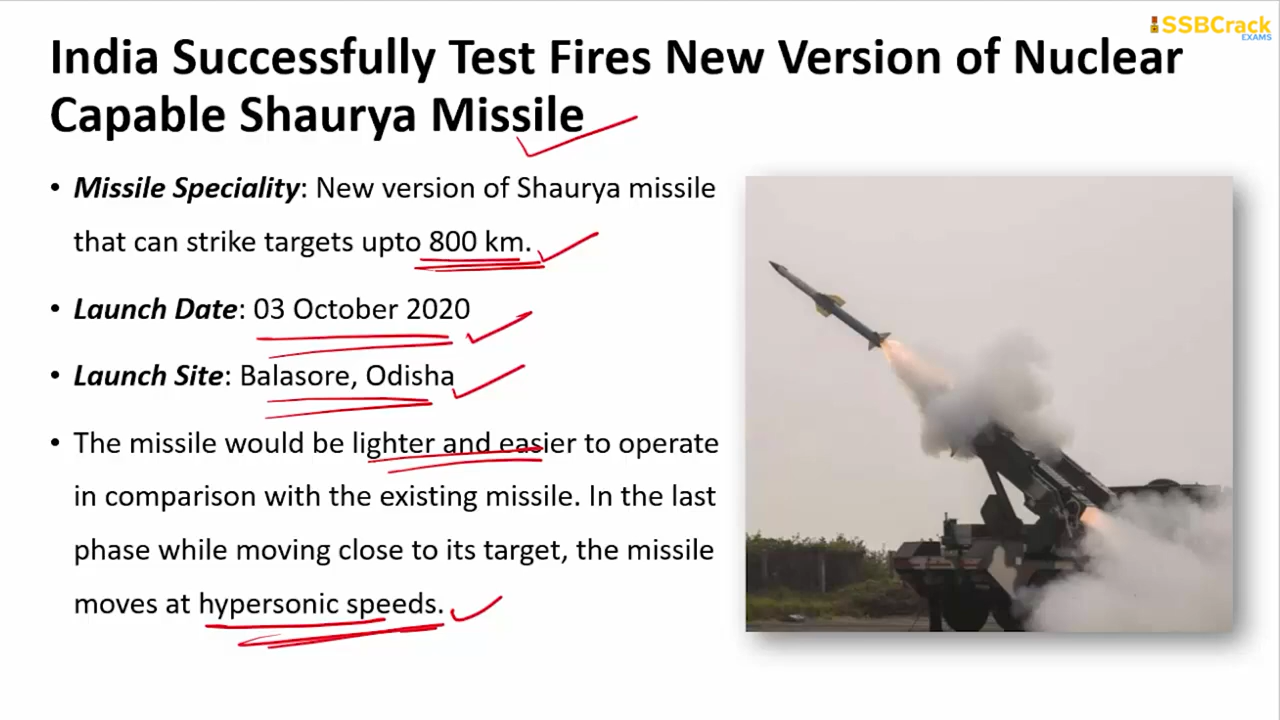 SSBCrack
EXAMS
India Successfully Test Fires New Version of Nuclear
Capable Shaurya Missile
• Missile Speciality: New version of Shaurya missile
that can strike targets upto 800 km.
• Launch Date: 03 October 2020
• Launch Site: Balasore, Odisha
• The missile would be lighter and easier to operate
in comparison with the existing missile. In the last
phase while moving close to its target, the missile
moves at hypersonic speeds.